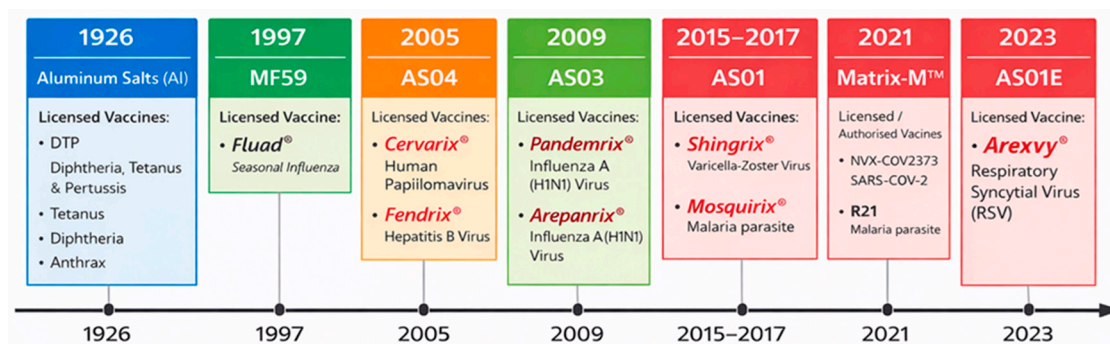 1926
Aluminum Salts (Al)
Licensed Vaccines:
• DTP
Diphtheria, Tetanus
& Pertussis
• Tetanus
• Diphtheria
• Anthrax
1997
MF59
Licensed Vaccine:
• Fluad®
Seasonal Influenza
2005
AS04
Licensed Vaccines:
• Cervarix®
Human
Papiilomavirus
• Fendrix®
Hepatitis B Virus
2009
AS03
Licensed Vaccines:
• Pandemrix®
Influenza A
(H1N1) Virus
• Arepanrix®
Influenza A(H1N1)
Virus
2015–2017
AS01
Licensed Vaccines:
• Shingrix®
Varicella-Zoster Virus
• Mosquirix®
Malaria parasite
2021
Matrix-M™
Licensed /
Authorised Vacines
• NVX-COV2373
SARS-COV-2
• R21
Malaria parasite
2023
AS01E
Licensed Vaccine:
• Arexvy®
Respiratory
Syncytial Virus
(RSV)
1926
1997
2005
2009
2015–2017
2021
2023